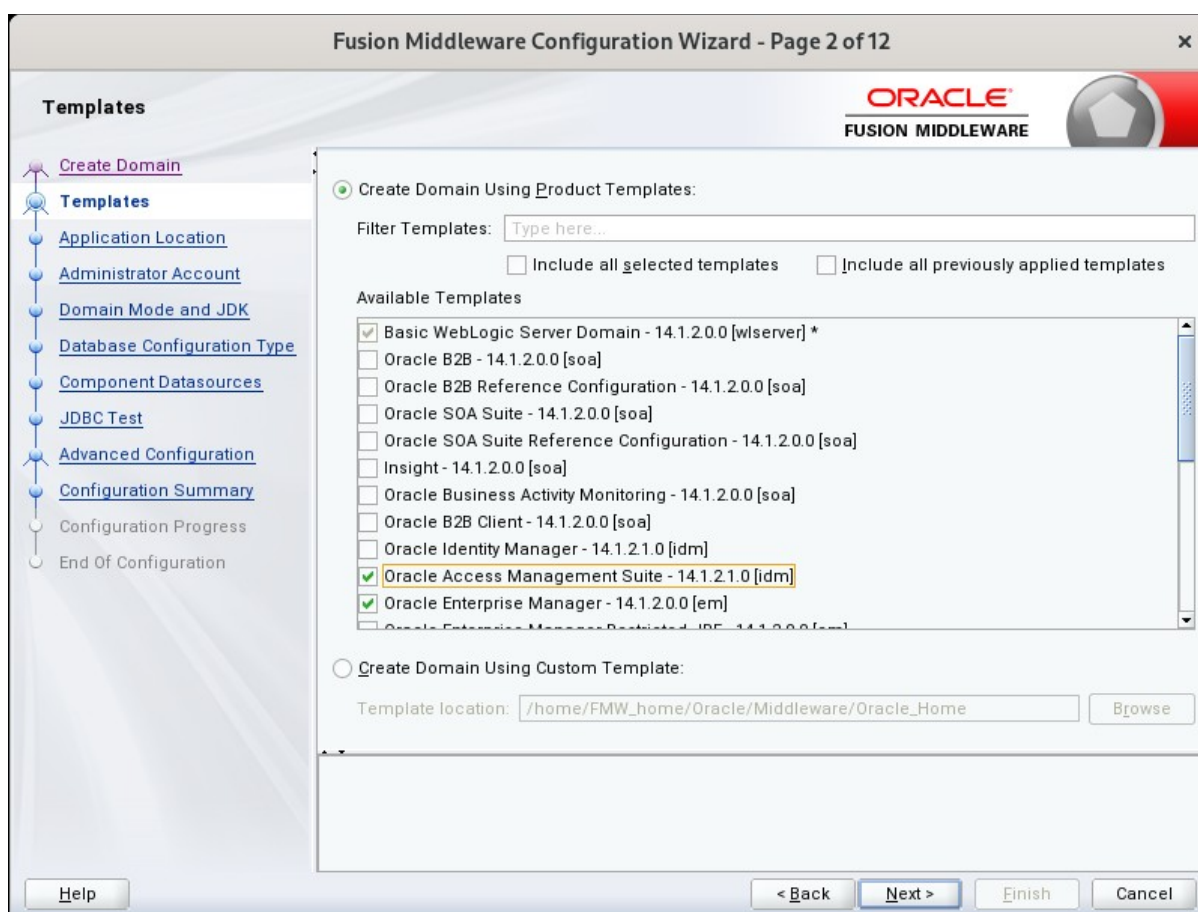 Fusion Middleware Configuration Wizard - Page 2 of 12
Templates
ORACLE
FUSION MIDDLEWARE
Create Domain
Templates
Application Location
Administrator Account
Domain Mode and JDK
Database Configuration Type
Component Datasources
JDBC Test
Advanced Configuration
Configuration Summary
Configuration Progress
End Of Configuration
Create Domain Using Product Templates:
Filter Templates: Type here...
Include all selected templates Include all previously applied templates
Available Templates
Basic WebLogic Server Domain - 14.1.2.0.0 [wlserver] *
Oracle B2B - 14.1.2.0.0 [soa]
Oracle B2B Reference Configuration - 14.1.2.0.0 [soa]
Oracle SOA Suite - 14.1.2.0.0 [soa]
Oracle SOA Suite Reference Configuration - 14.1.2.0.0 [soa]
Insight - 14.1.2.0.0 [soa]
Oracle Business Activity Monitoring - 14.1.2.0.0 [soa]
Oracle B2B Client - 14.1.2.0.0 [soa]
Oracle Identity Manager - 14.1.2.1.0 [idm]
Oracle Access Management Suite - 14.1.2.1.0 [idm]
Oracle Enterprise Manager - 14.1.2.0.0 [em]
Create Domain Using Custom Template:
Template location: /home/FMW_home/Oracle/Middleware/Oracle_Home Browse
Help < Back Next > Finish Cancel